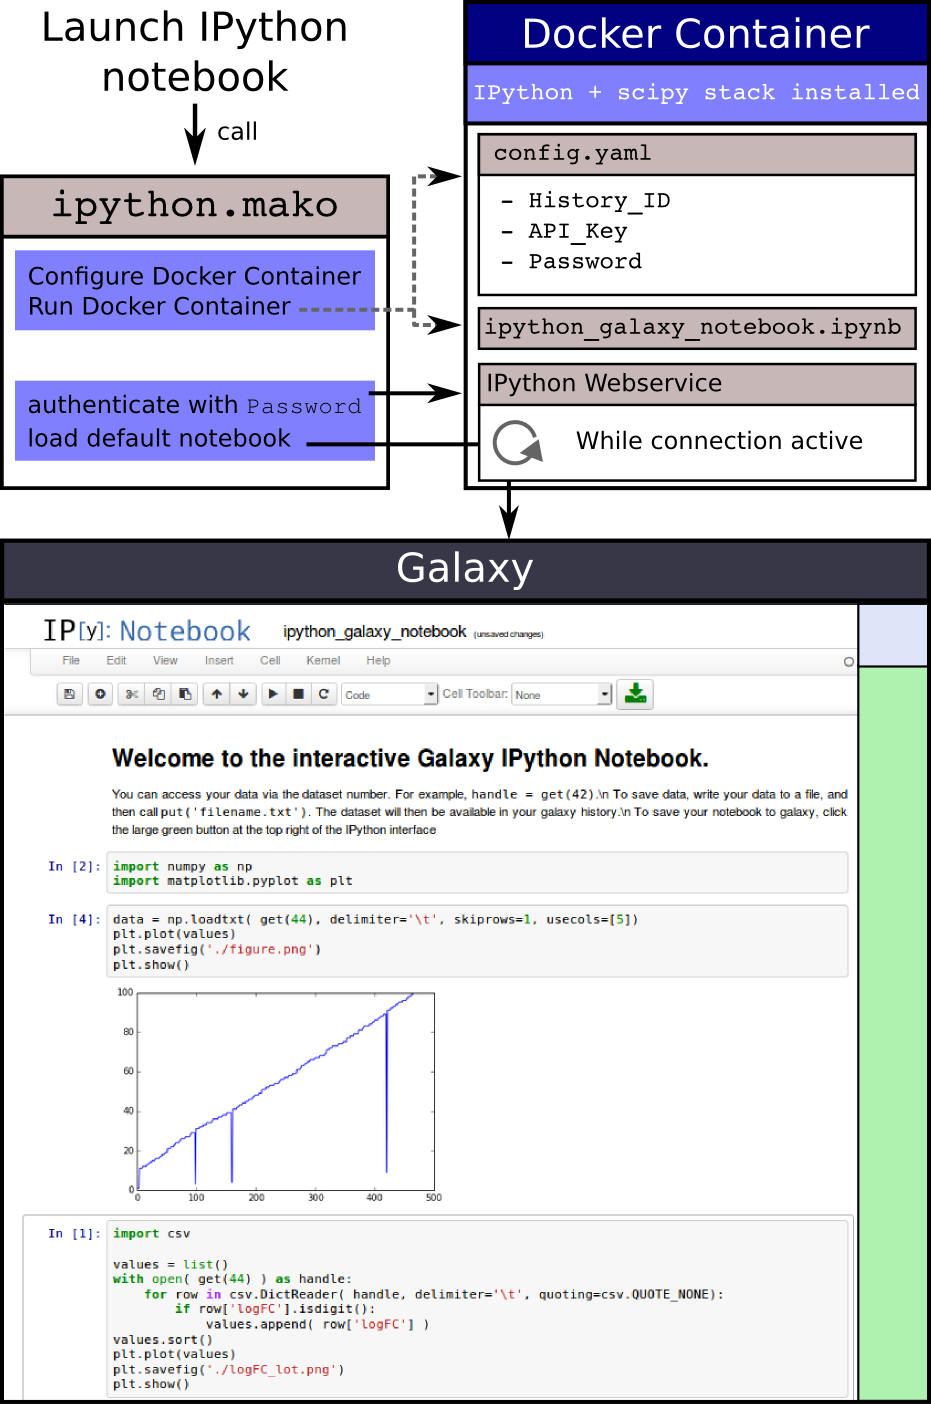 Launch IPython
notebook
call
ipython.mako
Configure Docker Container
Run Docker Container
authenticate with Password
load default notebook
Docker Container
IPython + scipy stack installed
config.yaml
- History_ID
- API_Key
- Password
ipython_galaxy_notebook.ipynb
IPython Webservice
While connection active
Galaxy
IP[y]: Notebook ipython_galaxy_notebook (unsaved changes)
File Edit View Insert Cell Kernel Help
Code Cell Toolbar: None
Welcome to the interactive Galaxy IPython Notebook.
You can access your data via the dataset number. For example, handle = get(42).\n To save data, write your data to a file, and
then call put('filename.txt'). The dataset will then be available in your galaxy history.\n To save your notebook to galaxy, click
the large green button at the top right of the IPython interface
In [2]: import numpy as np
import matplotlib.pyplot as plt
In [4]: data = np.loadtxt( get(44), delimiter='\t', skiprows=1, usecols=[5])
plt.plot(values)
plt.savefig('./figure.png')
plt.show()
100
80
60
40
20
0
0 100 200 300 400 500
In [1]: import csv
values = list()
with open( get(44) ) as handle:
    for row in csv.DictReader( handle, delimiter='\t', quoting=csv.QUOTE_NONE):
        if row['logFC'].isdigit():
            values.append( row['logFC'] )
values.sort()
plt.plot(values)
plt.savefig('./logFC_lot.png')
plt.show()